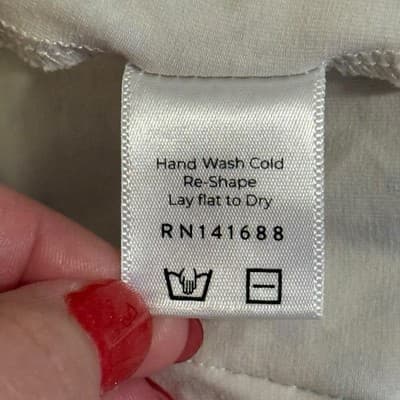 Hand Wash Cold
Re-Shape
Lay flat to Dry
RN141688